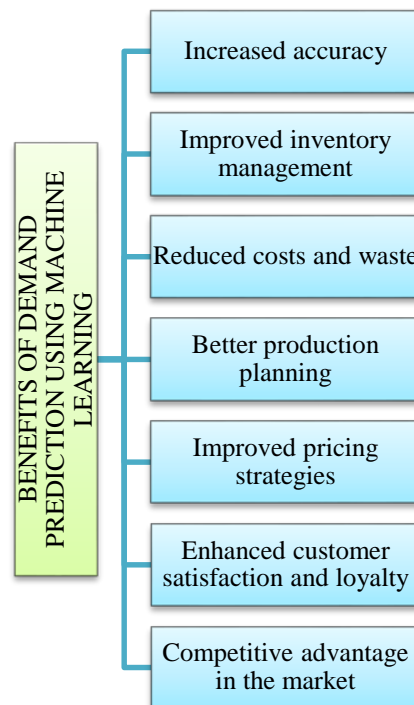 BENEFITS OF DEMAND
PREDICTION USING MACHINE
LEARNING
Increased accuracy
Improved inventory
management
Reduced costs and waste
Better production
planning
Improved pricing
strategies
Enhanced customer
satisfaction and loyalty
Competitive advantage
in the market